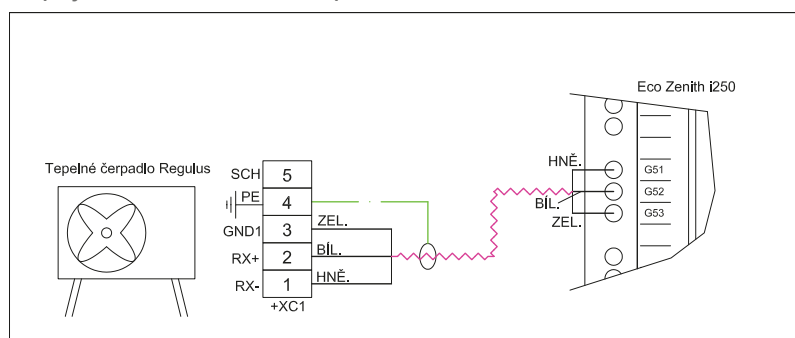 Eco Zenith i250
Tepelné čerpadlo Regulus
SCH 5
PE 4
GND1 3 ZEL.
RX+ 2 BÍL.
RX- 1 HNĚ.
+XC1
HNĚ. G51
BÍL. G52
ZEL. G53